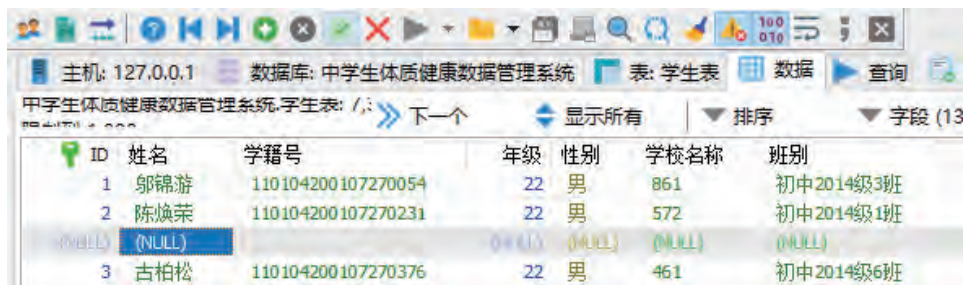 100
010
主机: 127.0.0.1 数据库: 中学生体质健康数据管理系统 表: 学生表 数据 查询
中学生体质健康数据管理系统.学生表: 7, 下一个 显示所有 排序 字段 (13
ID 姓名 学籍号 年级 性别 学校名称 班别
1 邬锦游 110104200107270054 22 男 861 初中2014级3班
2 陈焕荣 110104200107270231 22 男 572 初中2014级1班
(NULL) (NULL) (NULL) (NULL) (NULL) (NULL)
3 古柏松 110104200107270376 22 男 461 初中2014级6班